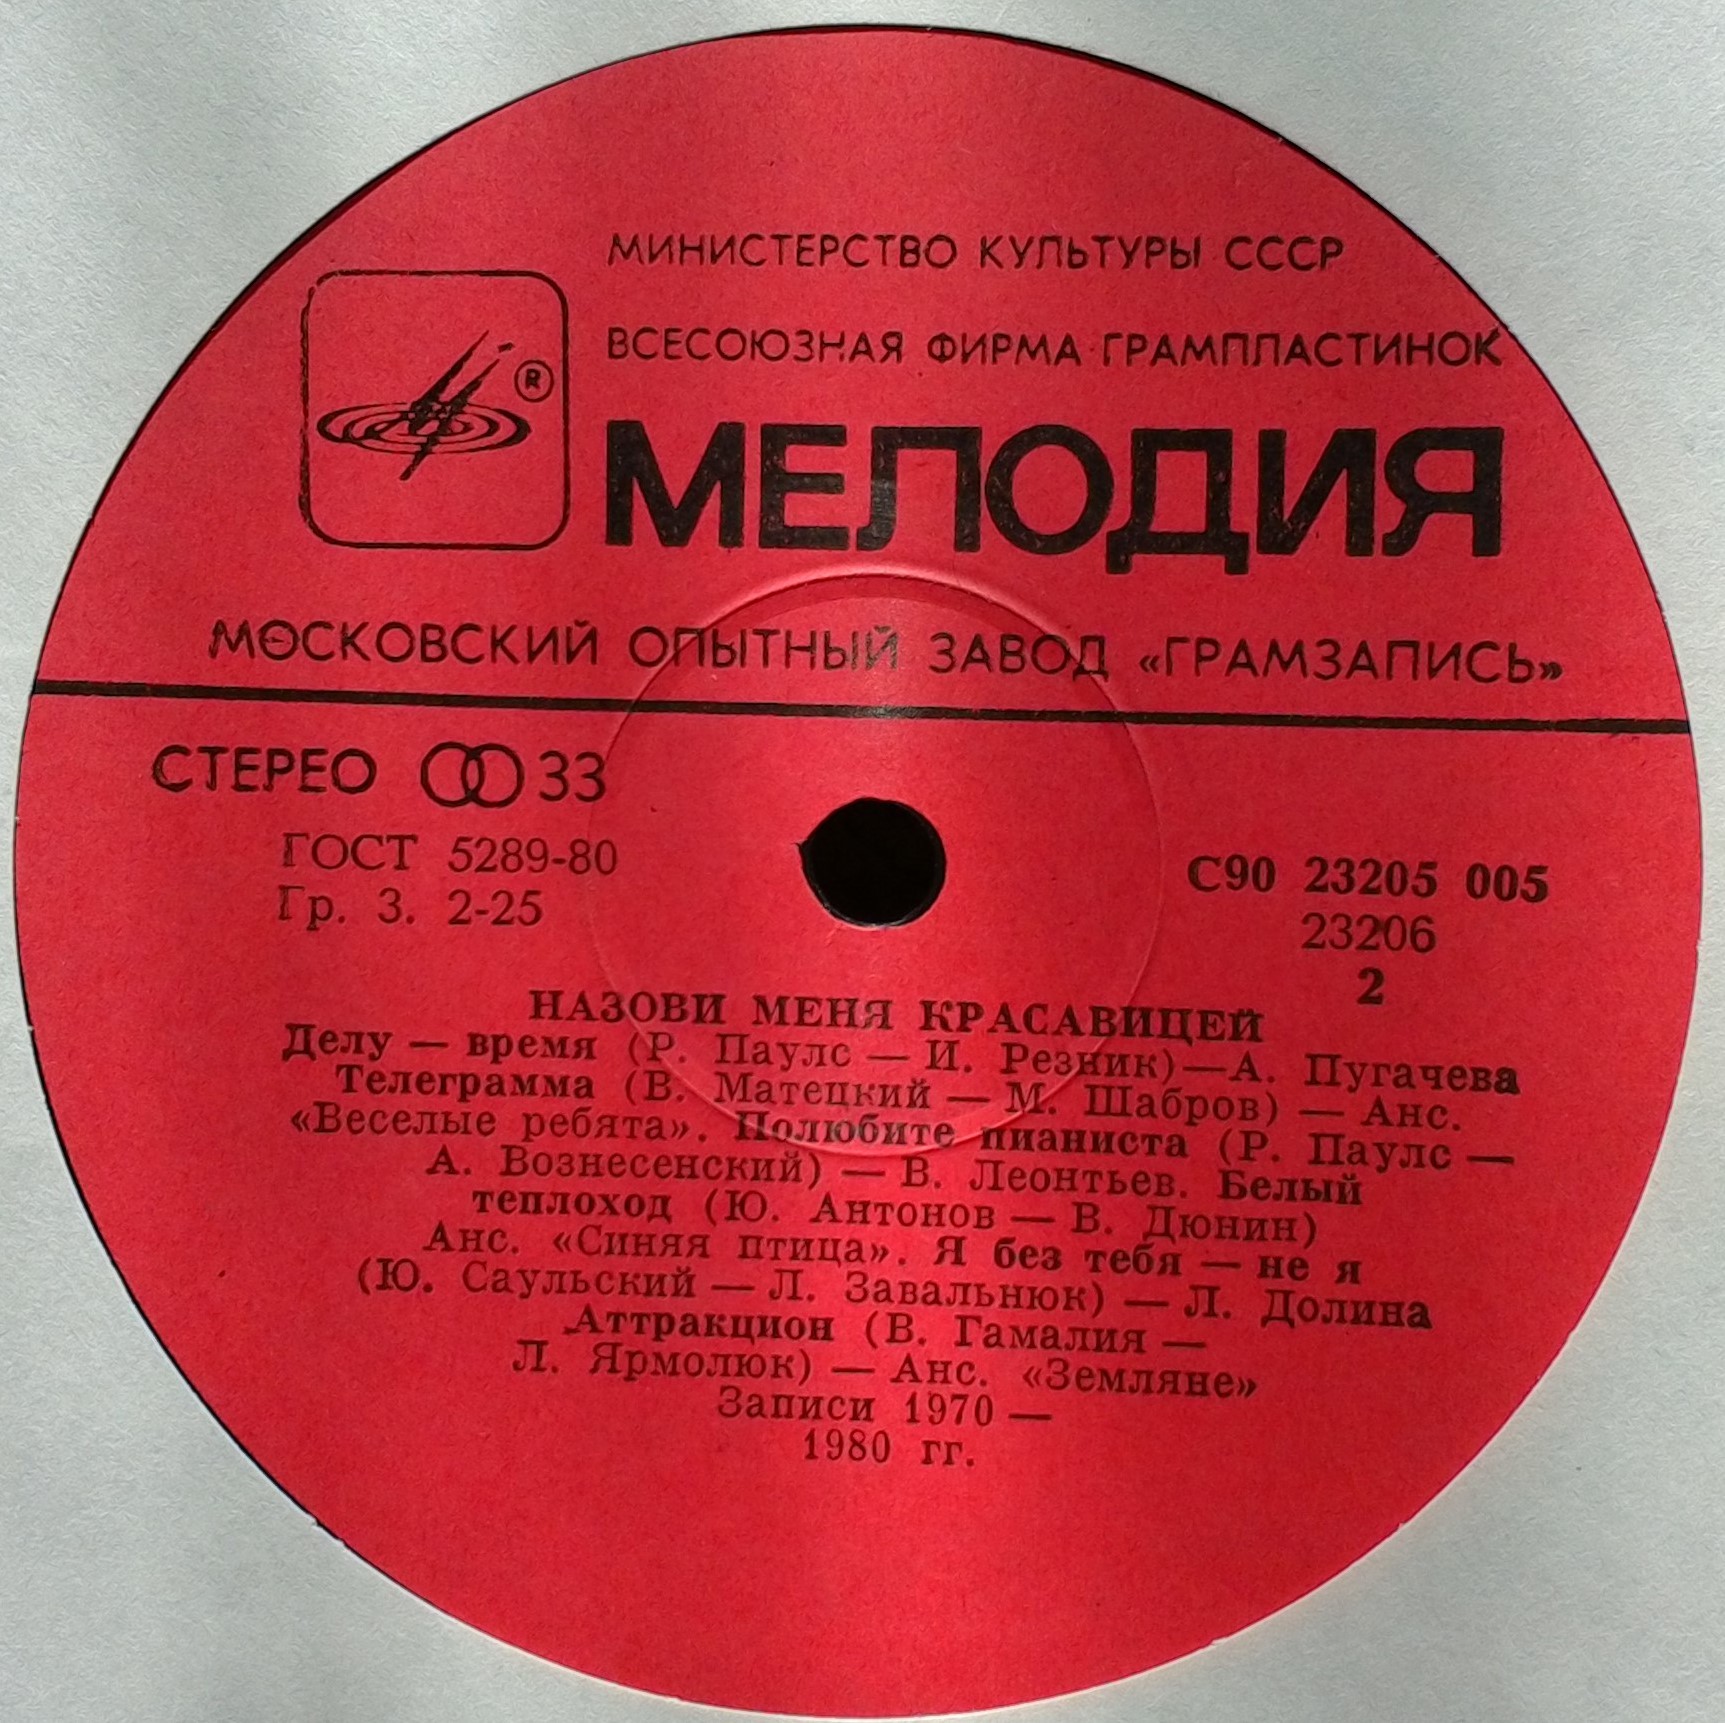 МИНИСТЕРСТВО КУЛЬТУРЫ СССР
ВСЕСОЮЗНАЯ ФИРМА ГРАМПЛАСТИНОК
®
МЕЛОДИЯ
МОСКОВСКИЙ ОПЫТНЫЙ ЗАВОД «ГРАМЗАПИСЬ»
СТЕРЕО 33
ГОСТ 5289-80
Гр. 3. 2-25
С90 23205 005
23206
2
НАЗОВИ МЕНЯ КРАСАВИЦЕЙ
Делу — время (Р. Паулс — И. Резник)—А. Пугачева
Телеграмма (В. Матецкий — М. Шабров) — Анс.
«Веселые ребята». Полюбите пианиста (Р. Паулс —
А. Вознесенский) — В. Леонтьев. Белый
теплоход (Ю. Антонов — В. Дюнин)
Анс. «Синяя птица». Я без тебя — не я
(Ю. Саульский — Л. Завальнюк) — Л. Долина
Аттракцион (В. Гамалия —
Л. Ярмолюк) — Анс. «Земляне»
Записи 1970 —
1980 гг.